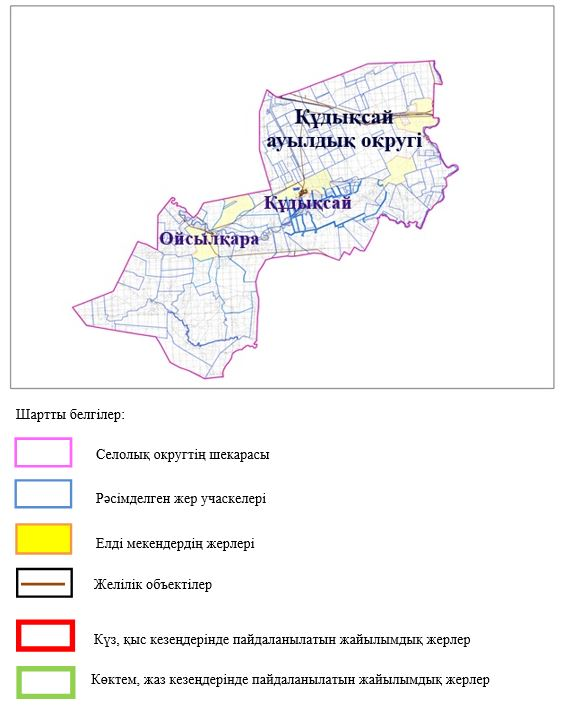 Құдықсай
ауылдық округі
Құдықсай
Ойсылқара
Шартты белгілер:
Селолық округтің шекарасы
Рәсімделген жер учаскелері
Елді мекендердің жерлері
Желілік объектілер
Күз, қыс кезеңдерінде пайдаланылатын жайылымдық жерлер
Көктем, жаз кезеңдерінде пайдаланылатын жайылымдық жерлер